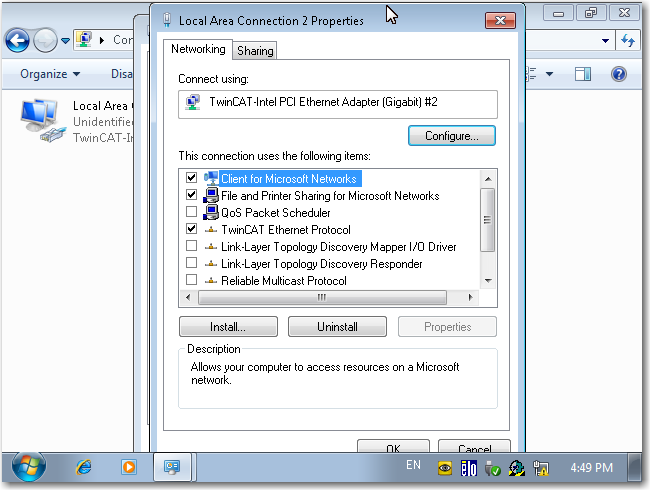 Local Area Connection 2 Properties
Con
Networking
Sharing
Organize
Disa
Connect using:
Local Area C
Unidentified
TwinCAT-In
TwinCAT-Intel PCI Ethernet Adapter (Gigabit) #2
Configure...
This connection uses the following items:
Client for Microsoft Networks
File and Printer Sharing for Microsoft Networks
QoS Packet Scheduler
TwinCAT Ethernet Protocol
Link-Layer Topology Discovery Mapper I/O Driver
Link-Layer Topology Discovery Responder
Reliable Multicast Protocol
Install...
Uninstall
Properties
Description
Allows your computer to access resources on a Microsoft
network.
OK
Cancel
EN
4:49 PM